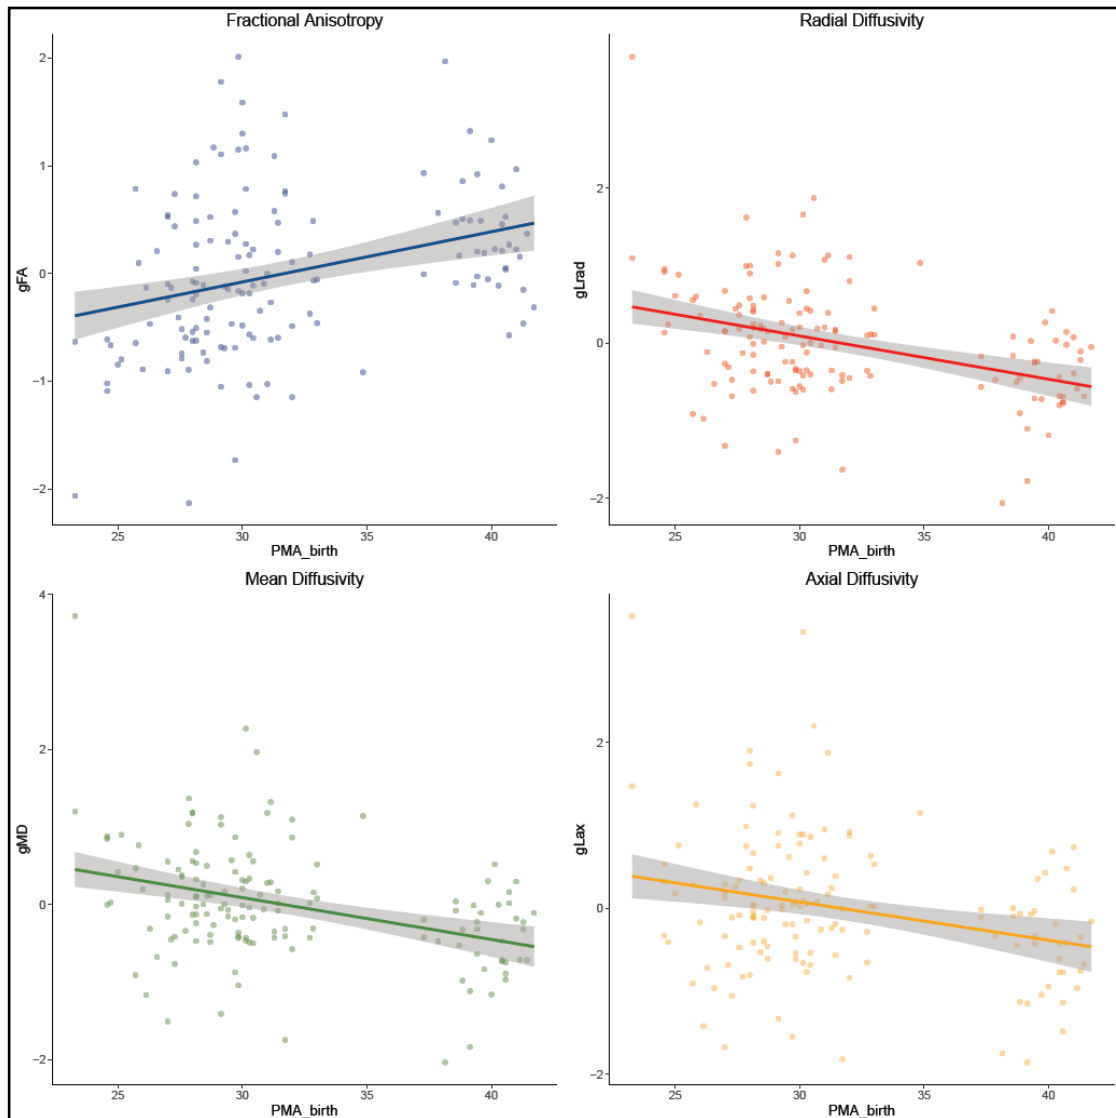 Fractional Anisotropy
2
1
0
−1
−2
gFA
25 30 35 40
PMA_birth
Radial Diffusivity
2
0
−2
gLrad
25 30 35 40
PMA_birth
Mean Diffusivity
4
2
0
−2
gMD
25 30 35 40
PMA_birth
Axial Diffusivity
2
0
−2
gLax
25 30 35 40
PMA_birth